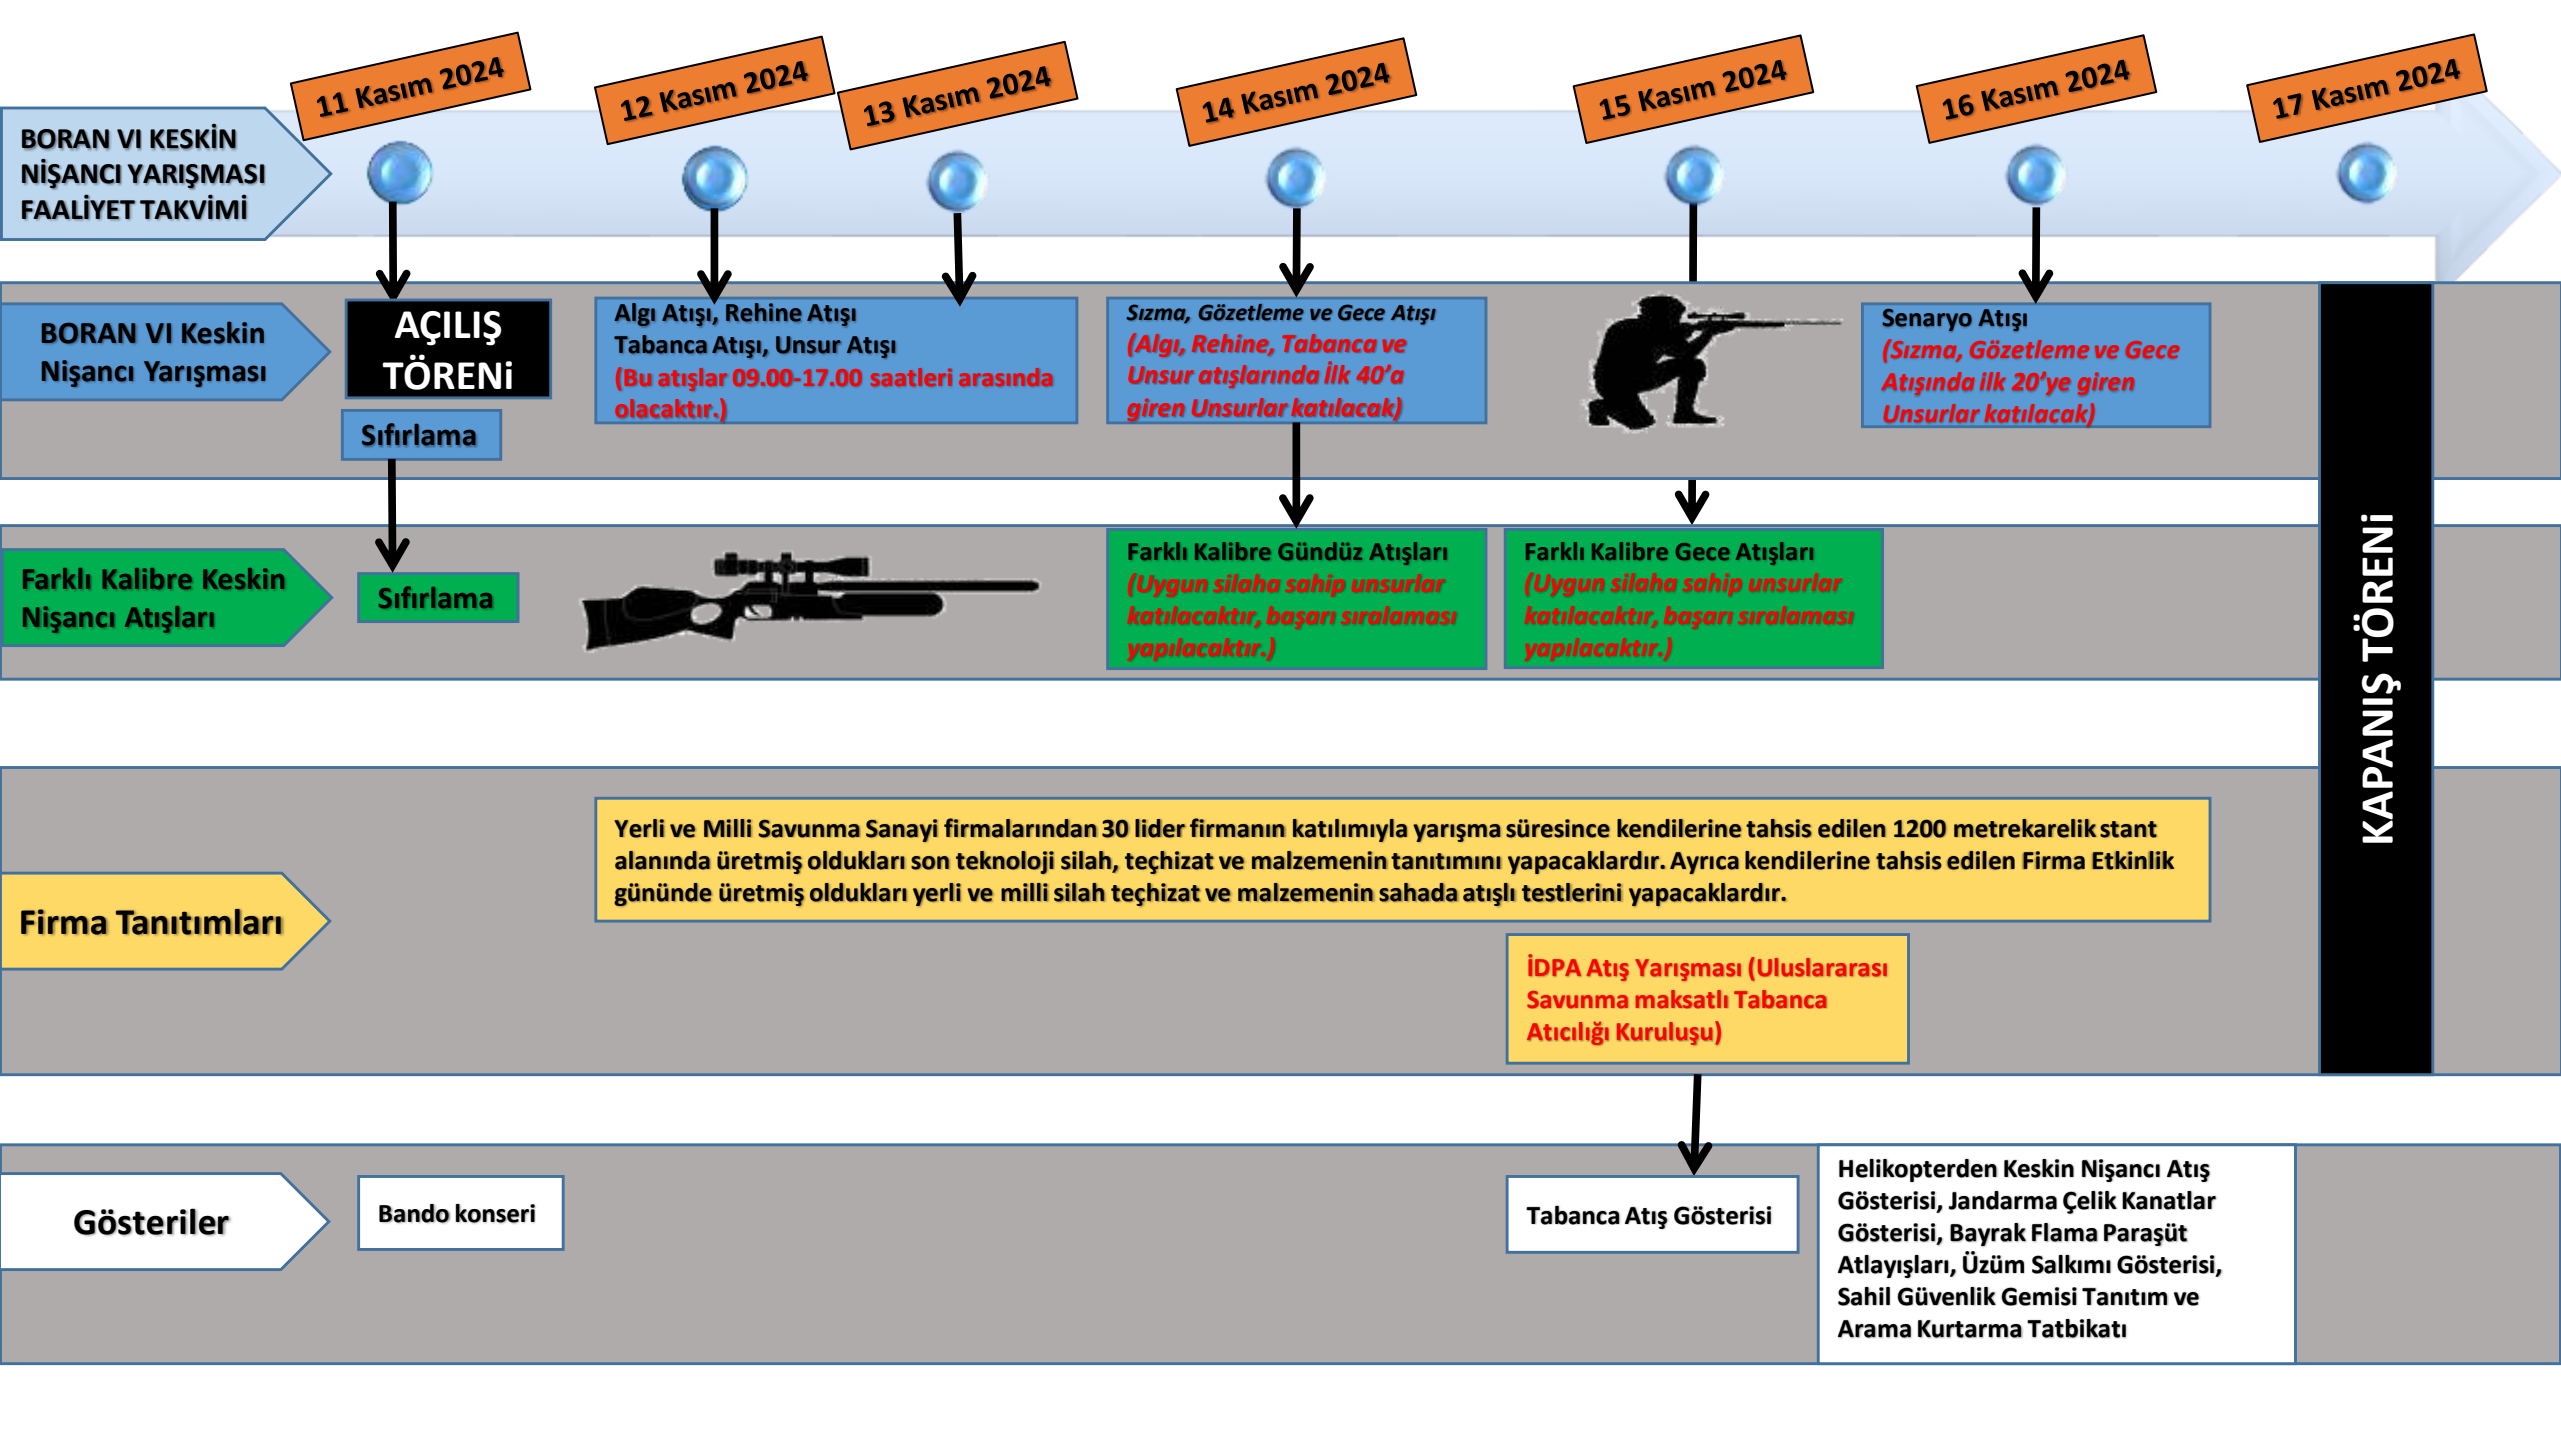 11 Kasım 2024
12 Kasım 2024
13 Kasım 2024
14 Kasım 2024
15 Kasım 2024
16 Kasım 2024
17 Kasım 2024
BORAN VI KESKİN
NİŞANCI YARIŞMASI
FAALİYET TAKVİMİ
BORAN VI Keskin
Nişancı Yarışması
AÇILIŞ
TÖRENi
Sıfırlama
Algı Atışı, Rehine Atışı
Tabanca Atışı, Unsur Atışı
(Bu atışlar 09.00-17.00 saatleri arasında
olacaktır.)
Sızma, Gözetleme ve Gece Atışı
(Algı, Rehine, Tabanca ve
Unsur atışlarında İlk 40’a
giren Unsurlar katılacak)
Senaryo Atışı
(Sızma, Gözetleme ve Gece
Atışında ilk 20’ye giren
Unsurlar katılacak)
KAPANIŞ TÖRENi
Farklı Kalibre Keskin
Nişancı Atışları
Sıfırlama
Farklı Kalibre Gündüz Atışları
(Uygun silaha sahip unsurlar
katılacaktır, başarı sıralaması
yapılacaktır.)
Farklı Kalibre Gece Atışları
(Uygun silaha sahip unsurlar
katılacaktır, başarı sıralaması
yapılacaktır.)
Firma Tanıtımları
Yerli ve Milli Savunma Sanayi firmalarından 30 lider firmanın katılımıyla yarışma süresince kendilerine tahsis edilen 1200 metrekarelik stant
alanında üretmiş oldukları son teknoloji silah, teçhizat ve malzemenin tanıtımını yapacaklardır. Ayrıca kendilerine tahsis edilen Firma Etkinlik
gününde üretmiş oldukları yerli ve milli silah teçhizat ve malzemenin sahada atışlı testlerini yapacaklardır.
İDPA Atış Yarışması (Uluslararası
Savunma maksatlı Tabanca
Atıcılığı Kuruluşu)
Gösteriler
Bando konseri
Tabanca Atış Gösterisi
Helikopterden Keskin Nişancı Atış
Gösterisi, Jandarma Çelik Kanatlar
Gösterisi, Bayrak Flama Paraşüt
Atlayışları, Üzüm Salkımı Gösterisi,
Sahil Güvenlik Gemisi Tanıtım ve
Arama Kurtarma Tatbikatı